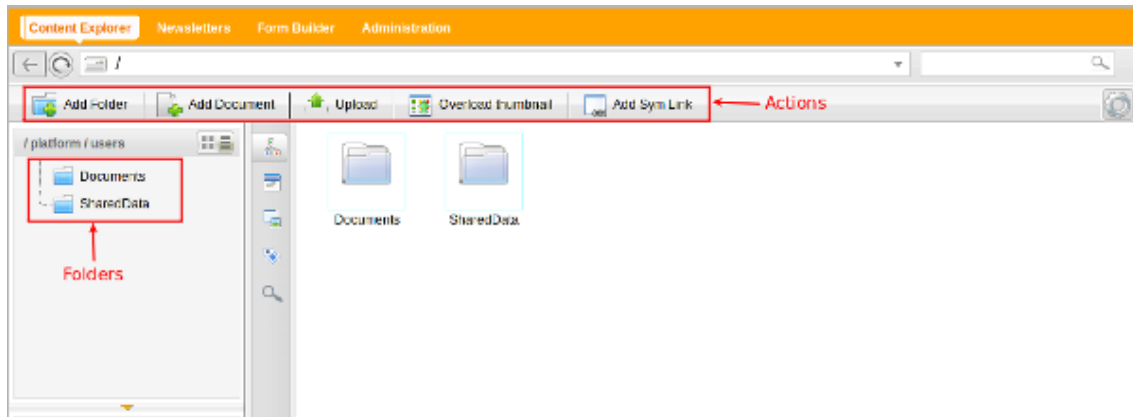 Content Explorer Newsletters Form Builder Administration
/
Add Folder Add Document Upload Overload thumbnail Add Sym Link Actions
/ platform / users
Documents
SharedData
Documents SharedData
Folders